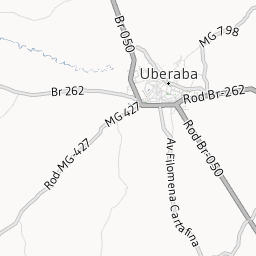 Br-050
MG 798
Uberaba
Br 262
Rod Br-262
MG 427
Rod MG-427
Rod Br-050
Av Filomena Cartafina